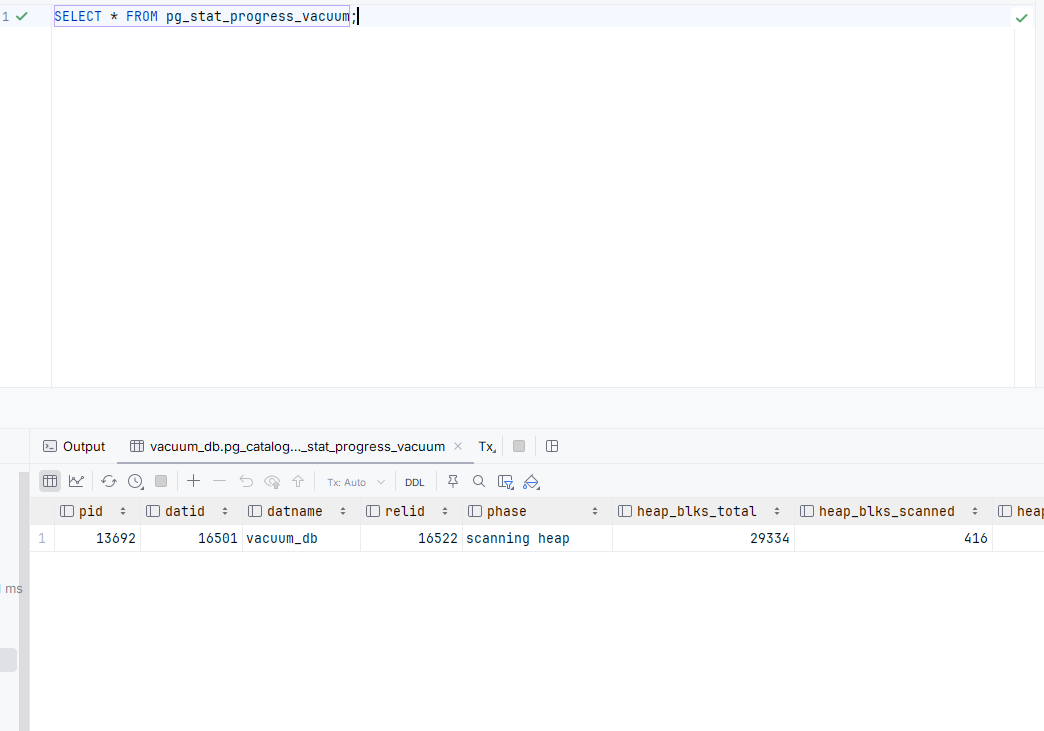 1 SELECT * FROM pg_stat_progress_vacuum;
Output vacuum_db.pg_catalog..._stat_progress_vacuum Tx
Tx: Auto DDL
pid datid datname relid phase heap_blks_total heap_blks_scanned heap
1 13692 16501 vacuum_db 16522 scanning heap 29334 416
ms